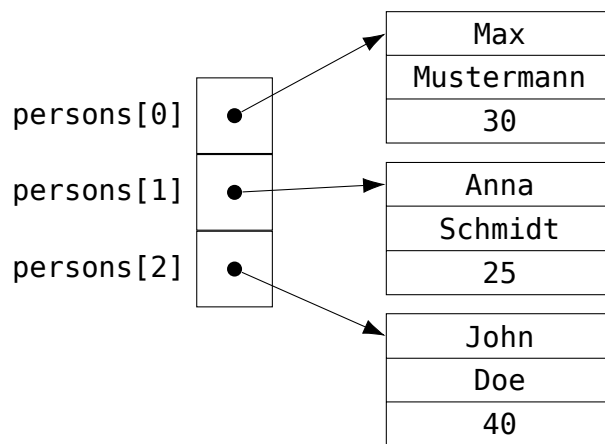 persons[0]
persons[1]
persons[2]
Max
Mustermann
30
Anna
Schmidt
25
John
Doe
40